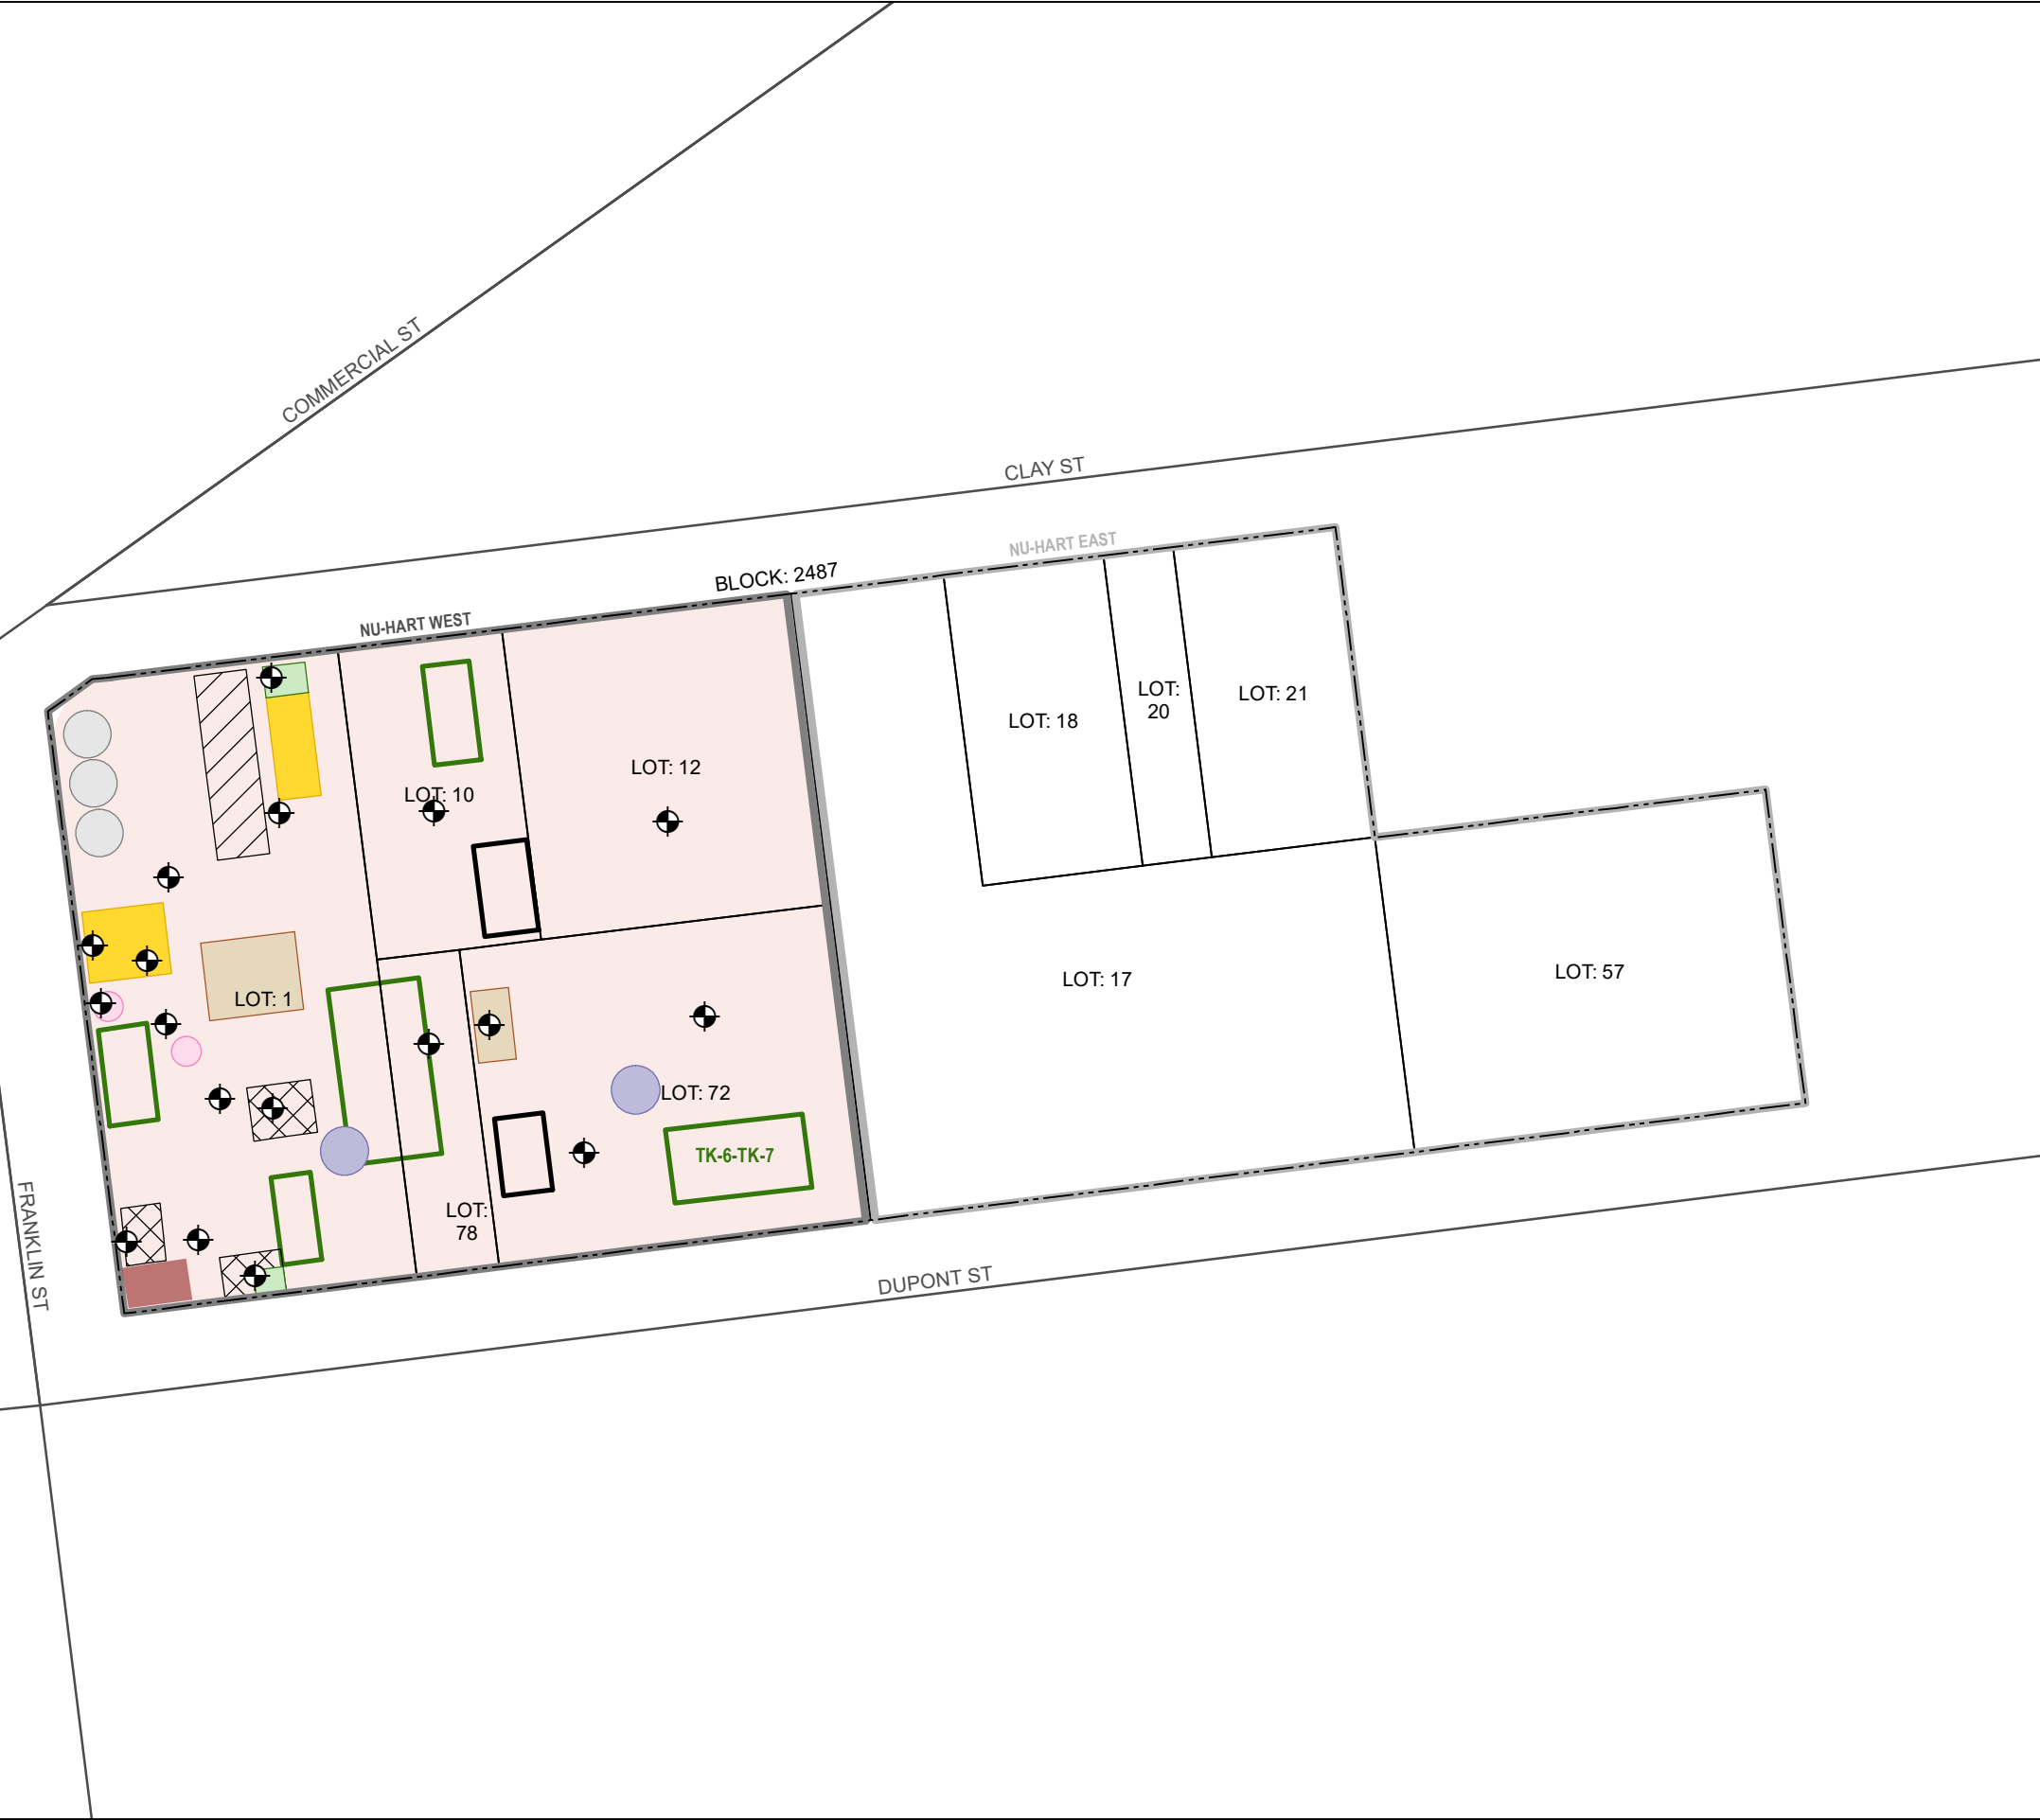 COMMERCIAL ST
CLAY ST
NU-HART EAST
BLOCK: 2487
NU-HART WEST
LOT: 18
LOT:
20
LOT: 21
LOT: 12
LOT: 10
LOT: 17
LOT: 57
LOT: 1
LOT: 72
TK-6-TK-7
LOT:
78
FRANKLIN ST
DUPONT ST